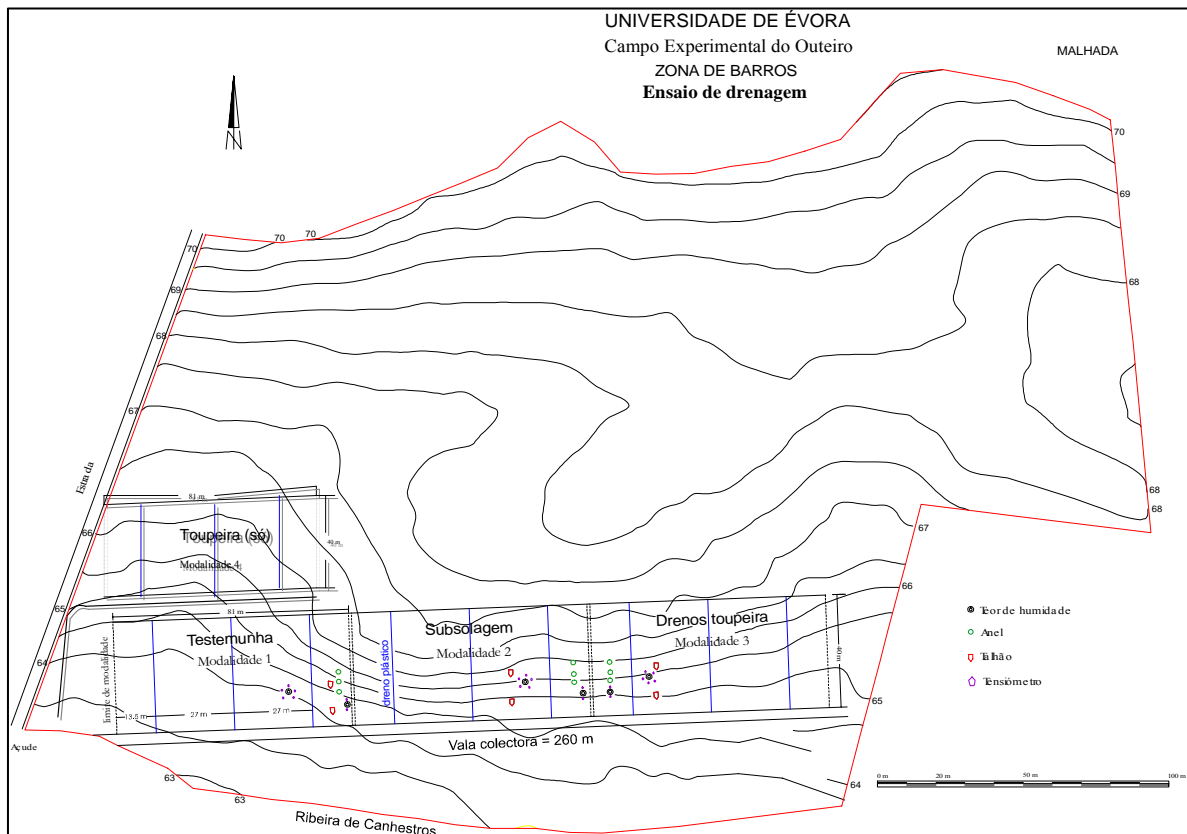 UNIVERSIDADE DE ÉVORA
Campo Experimental do Outeiro
ZONA DE BARROS
Ensaio de drenagem
MALHADA
70
69
68
70
70
70
69
68
67
66
65
64
Estrada
68
68
67
66
65
64
81 m
Toupeira (só)
Modalidade 4
40 m
81 m
Testemunha
Modalidade 1
limite de modalidade
13.5 m
27 m
27 m
dreno plástico
Subsolagem
Modalidade 2
Drenos toupeira
Modalidade 3
40 m
Teor de humidade
Anel
Talhão
Tensiómetro
Vala colectora = 260 m
Açude
63
63
Ribeira de Canhestros
0 m
20 m
50 m
100 m